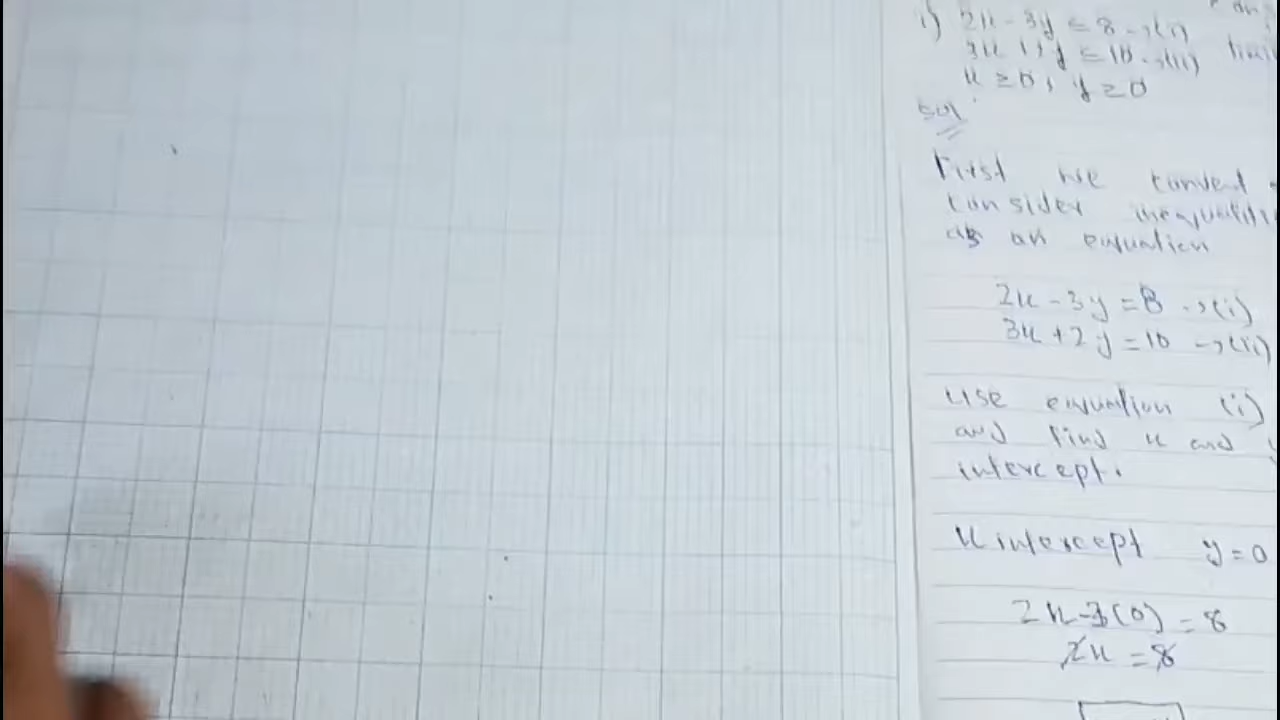 i) 2x - 3y ≤ 8 → (i)
3x + 2y ≤ 10 → (ii)
x ≥ 0, y ≥ 0
Sol
First we convert
consider
as an equation
2x - 3y = 8 → (i)
3x + 2y = 10 → (ii)
use equation (i)
and find x and y
intercept.
x intercept y = 0
2x - 3(0) = 8
2x = 8